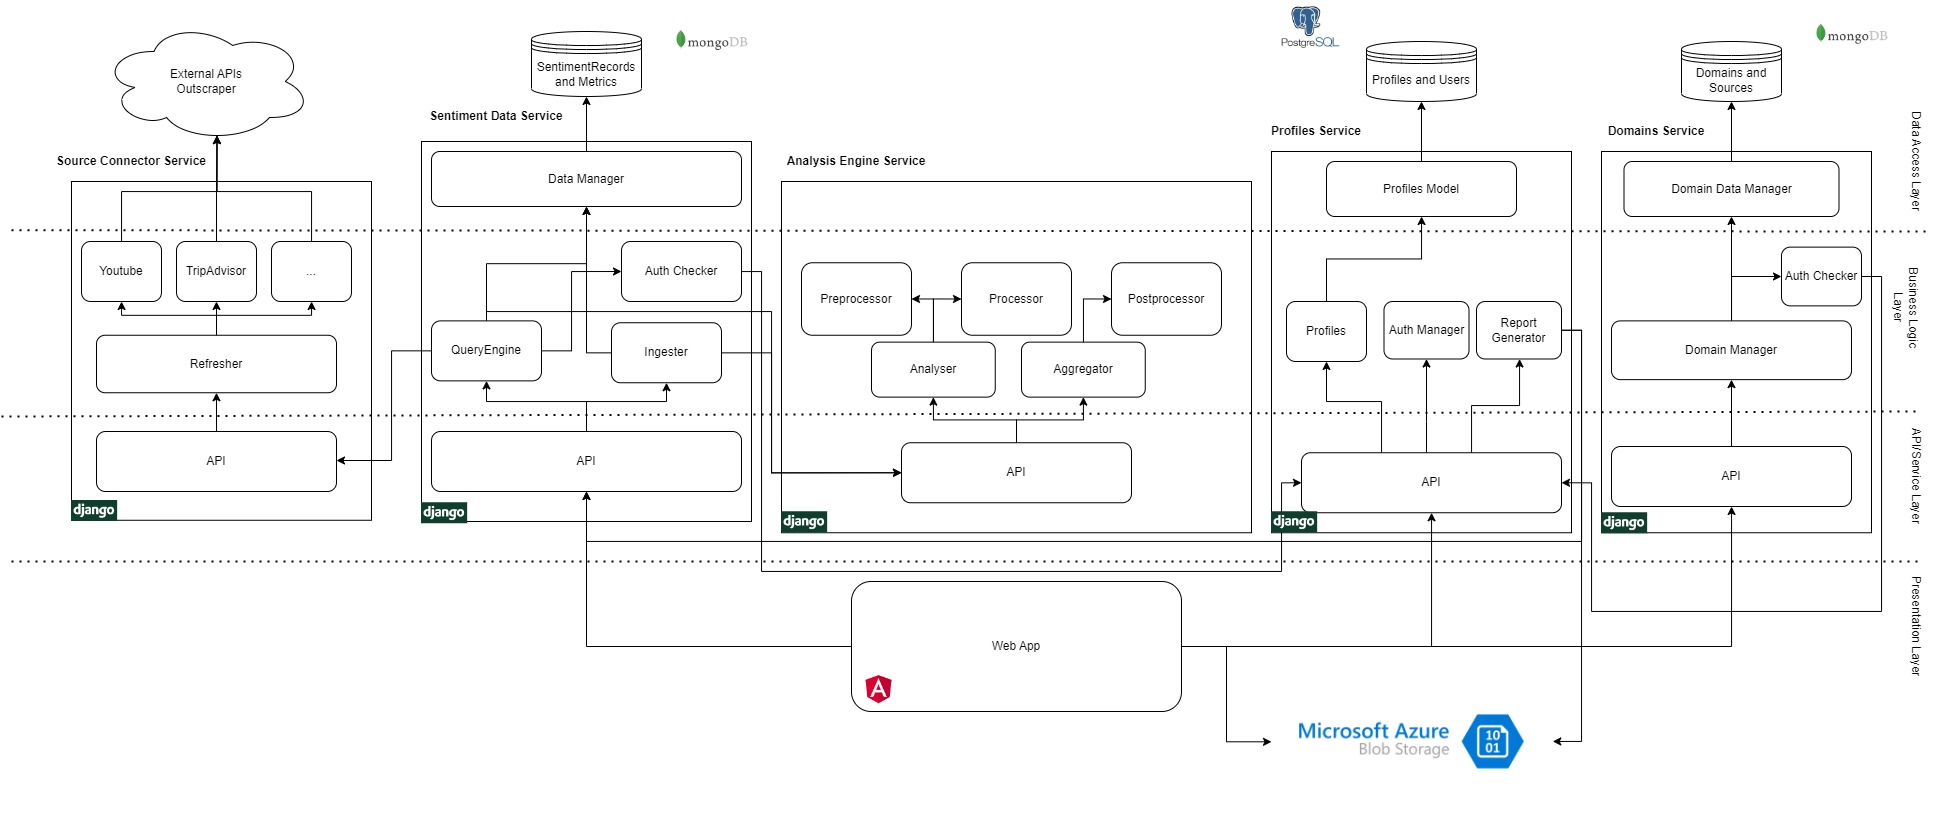 PostgreSQL
mongoDB
mongoDB
External APIs
Outscraper
SentimentRecords
and Metrics
Profiles and Users
Domains and
Sources
Data Access Layer
Sentiment Data Service
Profiles Service
Domains Service
Source Connector Service
Analysis Engine Service
Data Manager
Profiles Model
Domain Data Manager
Youtube
TripAdvisor
...
Auth Checker
Preprocessor
Processor
Postprocessor
Auth Checker
Business Logic
Layer
Profiles
Auth Manager
Report
Generator
QueryEngine
Ingester
Domain Manager
Refresher
Analyser
Aggregator
API
API
API
API
API
API/Service Layer
django
django
django
django
django
Presentation Layer
Web App
A
Microsoft Azure
Blob Storage
10
01